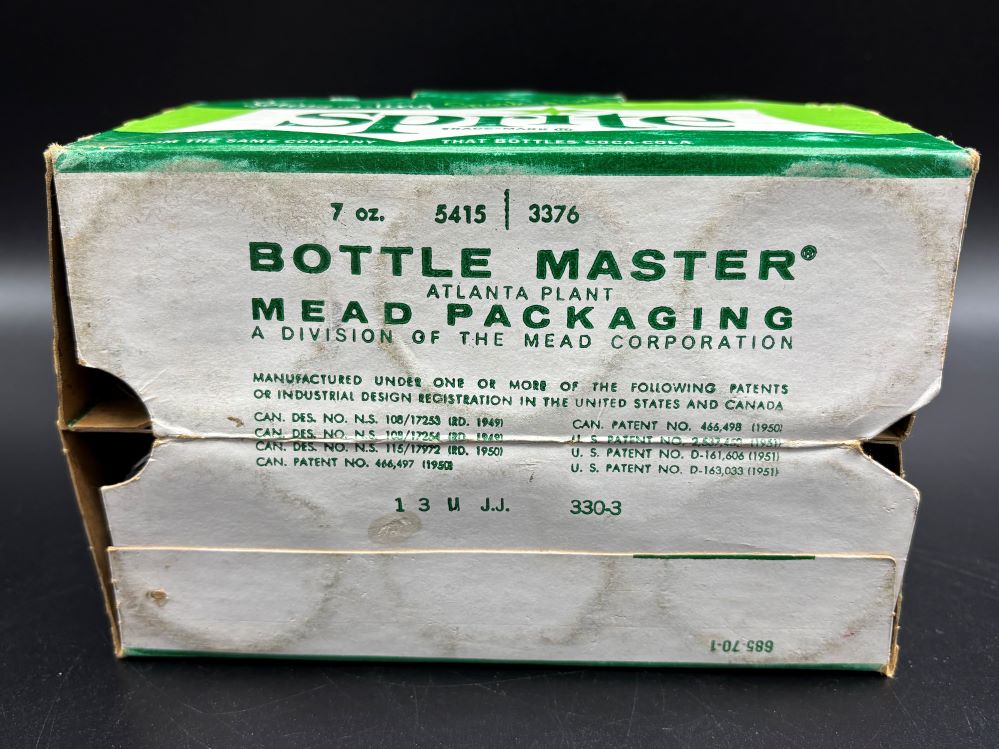 Sprite
TRADE-MARK ®
FROM THE SAME COMPANY THAT BOTTLES COCA-COLA
7 oz. 5415 | 3376
BOTTLE MASTER®
ATLANTA PLANT
MEAD PACKAGING
A DIVISION OF THE MEAD CORPORATION
MANUFACTURED UNDER ONE OR MORE OF THE FOLLOWING PATENTS
OR INDUSTRIAL DESIGN REGISTRATION IN THE UNITED STATES AND CANADA
CAN. DES. NO. N.S. 108/17253 (RD. 1949) CAN. PATENT NO. 466,498 (1950)
CAN. DES. NO. N.S. 108/17254 (RD. 1949) U. S. PATENT NO. (1951)
CAN. DES. NO. N.S. 115/17972 (RD. 1950) U. S. PATENT NO. D-161,606 (1951)
CAN. PATENT NO. 466,497 (1950) U. S. PATENT NO. D-163,033 (1951)
1 3 U J.J. 330-3
685 70-1